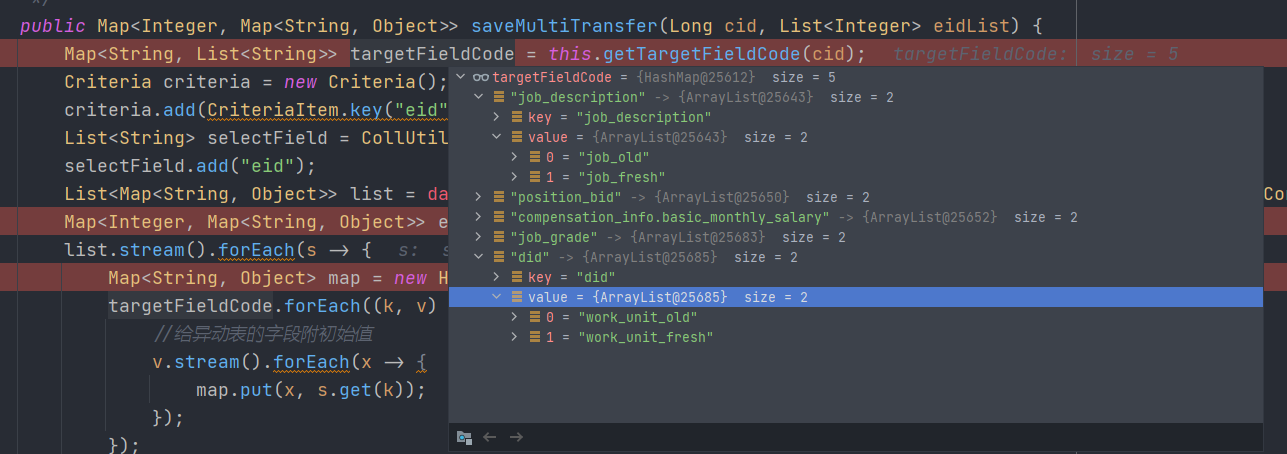 */
public Map<Integer, Map<String, Object>> saveMultiTransfer(Long cid, List<Integer> eidList) {
Map<String, List<String>> targetFieldCode = this.getTargetFieldCode(cid); targetFieldCode: size = 5
Criteria criteria = new Criteria();
criteria.add(CriteriaItem.key("eid"
List<String> selectField = CollUtil
selectField.add("eid");
List<Map<String, Object>> list = da
Co
Map<Integer, Map<String, Object>> e
list.stream().forEach(s -> { s: s
Map<String, Object> map = new H
targetFieldCode.forEach((k, v)
//给异动表的字段附初始值
v.stream().forEach(x -> {
map.put(x, s.get(k));
});
});
targetFieldCode = {HashMap@25612} size = 5
"job_description" -> {ArrayList@25643} size = 2
key = "job_description"
value = {ArrayList@25643} size = 2
0 = "job_old"
1 = "job_fresh"
"position_bid" -> {ArrayList@25650} size = 2
"compensation_info.basic_monthly_salary" -> {ArrayList@25652} size = 2
"job_grade" -> {ArrayList@25683} size = 2
"did" -> {ArrayList@25685} size = 2
key = "did"
value = {ArrayList@25685} size = 2
0 = "work_unit_old"
1 = "work_unit_fresh"